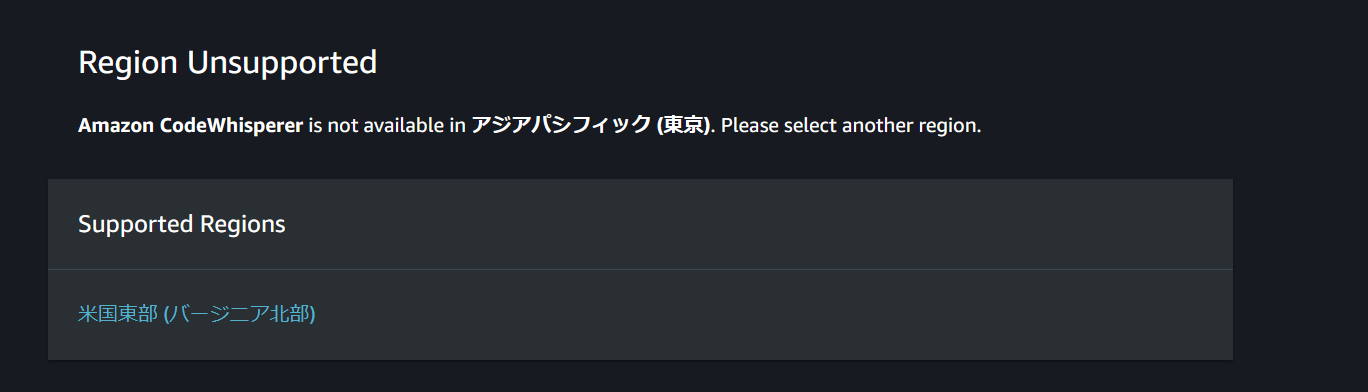 Region Unsupported
Amazon CodeWhisperer is not available in アジアパシフィック (東京). Please select another region.
Supported Regions
米国東部 (バージニア北部)